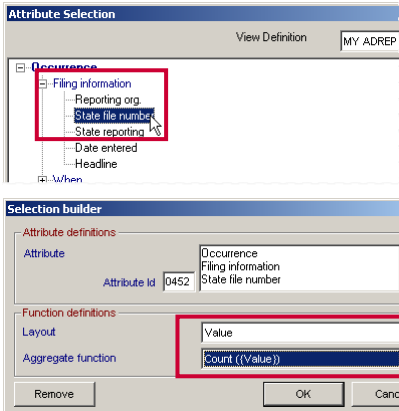 Attribute Selection
View Definition MY ADREP
Occurrence
Filing information
Reporting org.
State file number
State reporting
Date entered
Headline
When
Selection builder
Attribute definitions
Attribute Occurrence
Filing information
Attribute Id 0452 State file number
Function definitions
Layout Value
Aggregate function Count ({Value})
Remove OK Canc